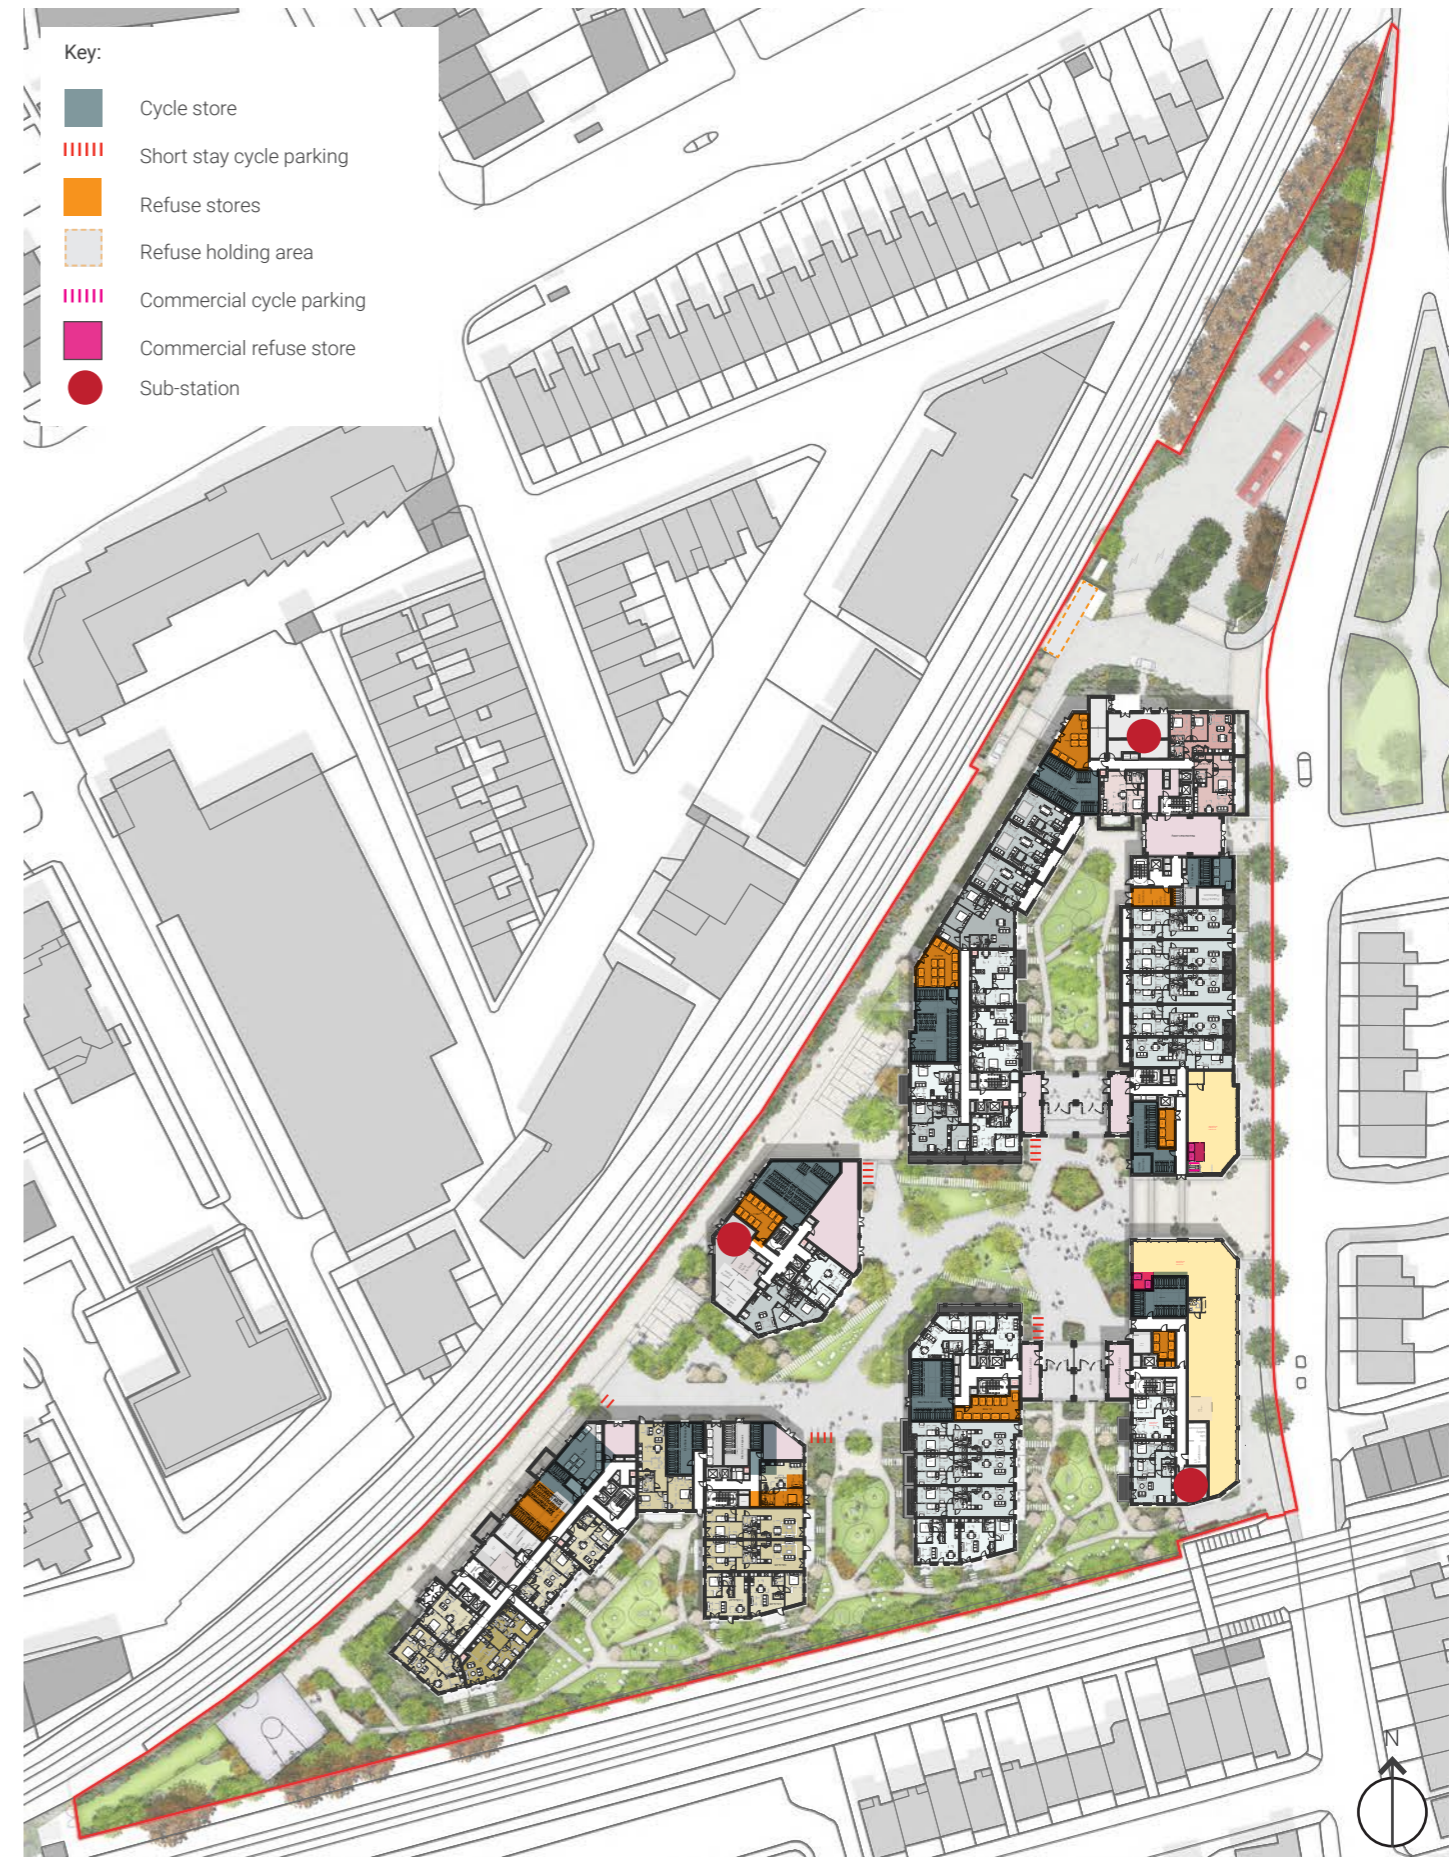 Key:
Cycle store
Short stay cycle parking
Refuse stores
Refuse holding area
Commercial cycle parking
Commercial refuse store
Sub-station
N